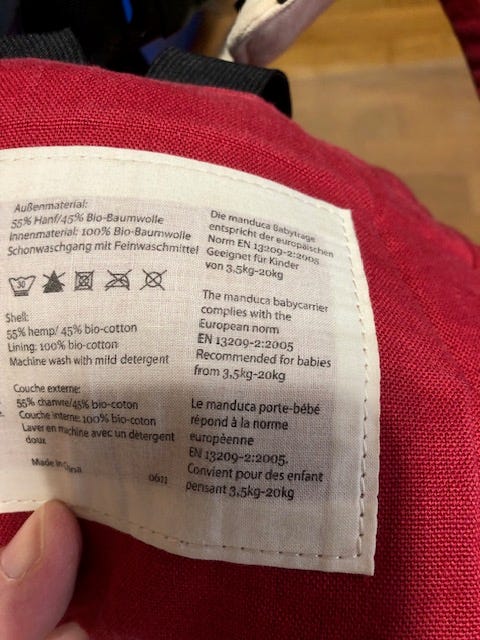 Außenmaterial:
55% Hanf/45% Bio-Baumwolle
Innenmaterial: 100% Bio-Baumwolle
Schonwaschgang mit Feinwaschmittel
30
Shell:
55% hemp/ 45% bio-cotton
Lining: 100% bio-cotton
Machine wash with mild detergent
Couche externe:
55% chanvre/45% bio-coton
Couche interne: 100% bio-coton
Laver en machine avec un détergent
doux
Made in China
0611
Die manduca Babytrage
entspricht der europäischen
Norm EN 13209-2:2005
Geeignet für Kinder
von 3,5kg-20kg
The manduca babycarrier
complies with the
European norm
EN 13209-2:2005
Recommended for babies
from 3,5kg-20kg
Le manduca porte-bébé
répond à la norme
européenne
EN 13209-2:2005.
Convient pour des enfant
pensant 3,5kg-20kg